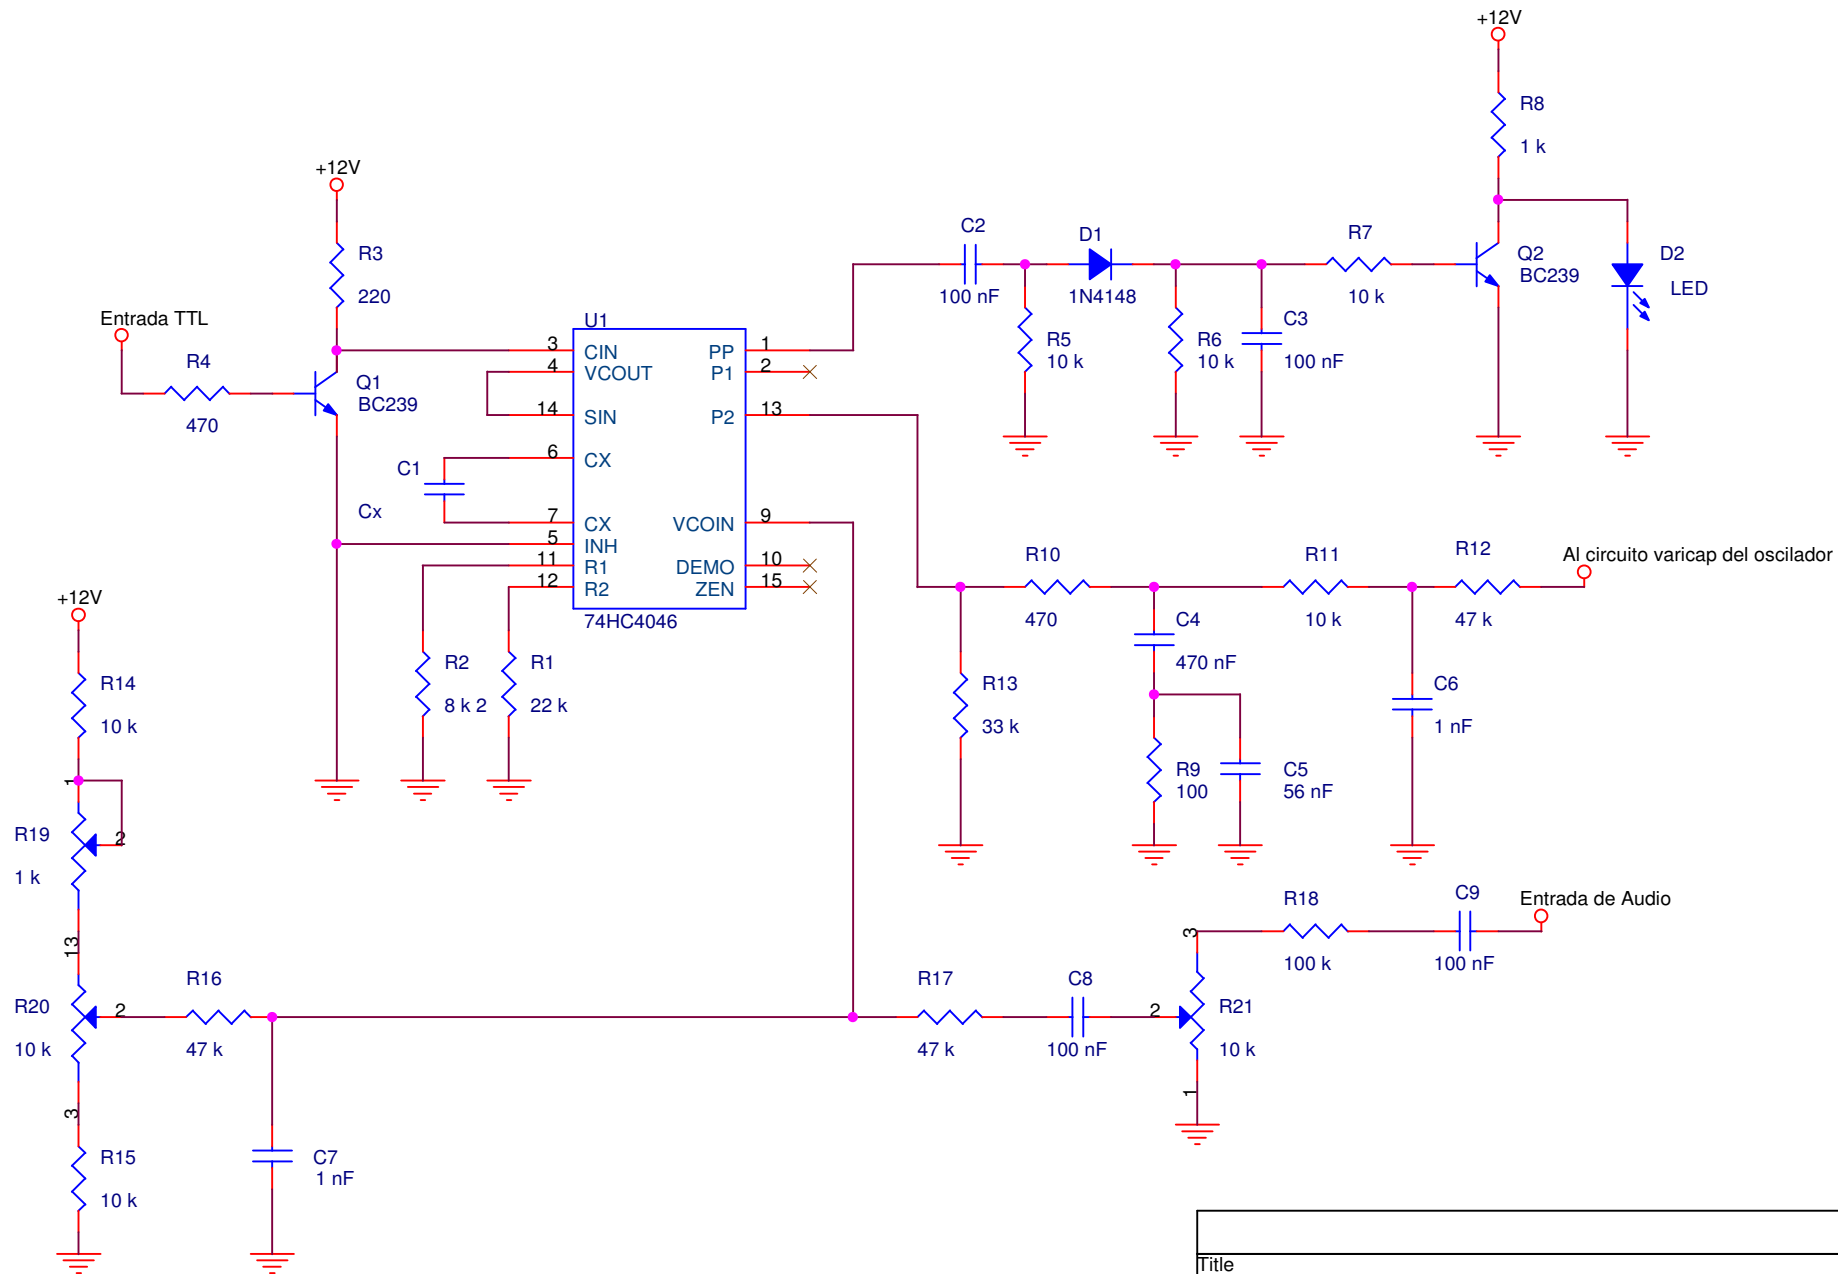 +12V
R8
1 k
+12V
R3
220
C2
100 nF
D1
1N4148
R7
10 k
Q2
BC239
D2
LED
Entrada TTL
R4
470
Q1
BC239
U1
3 CIN PP 1
4 VCOUT P1 2
14 SIN P2 13
6 CX
7 CX VCOIN 9
5 INH
11 R1 DEMO 10
12 R2 ZEN 15
74HC4046
R5
10 k
R6
10 k
C3
100 nF
C1
Cx
R2
8 k 2
R1
22 k
R10
470
R11
10 k
R12
47 k
Al circuito varicap del oscilador
C4
470 nF
R13
33 k
R9
100
C5
56 nF
C6
1 nF
+12V
R14
10 k
1
R19
2
1 k
3
1
R20
2
10 k
3
R15
10 k
R16
47 k
C7
1 nF
R17
47 k
C8
100 nF
3
2
R21
10 k
1
R18
100 k
C9
100 nF
Entrada de Audio
Title